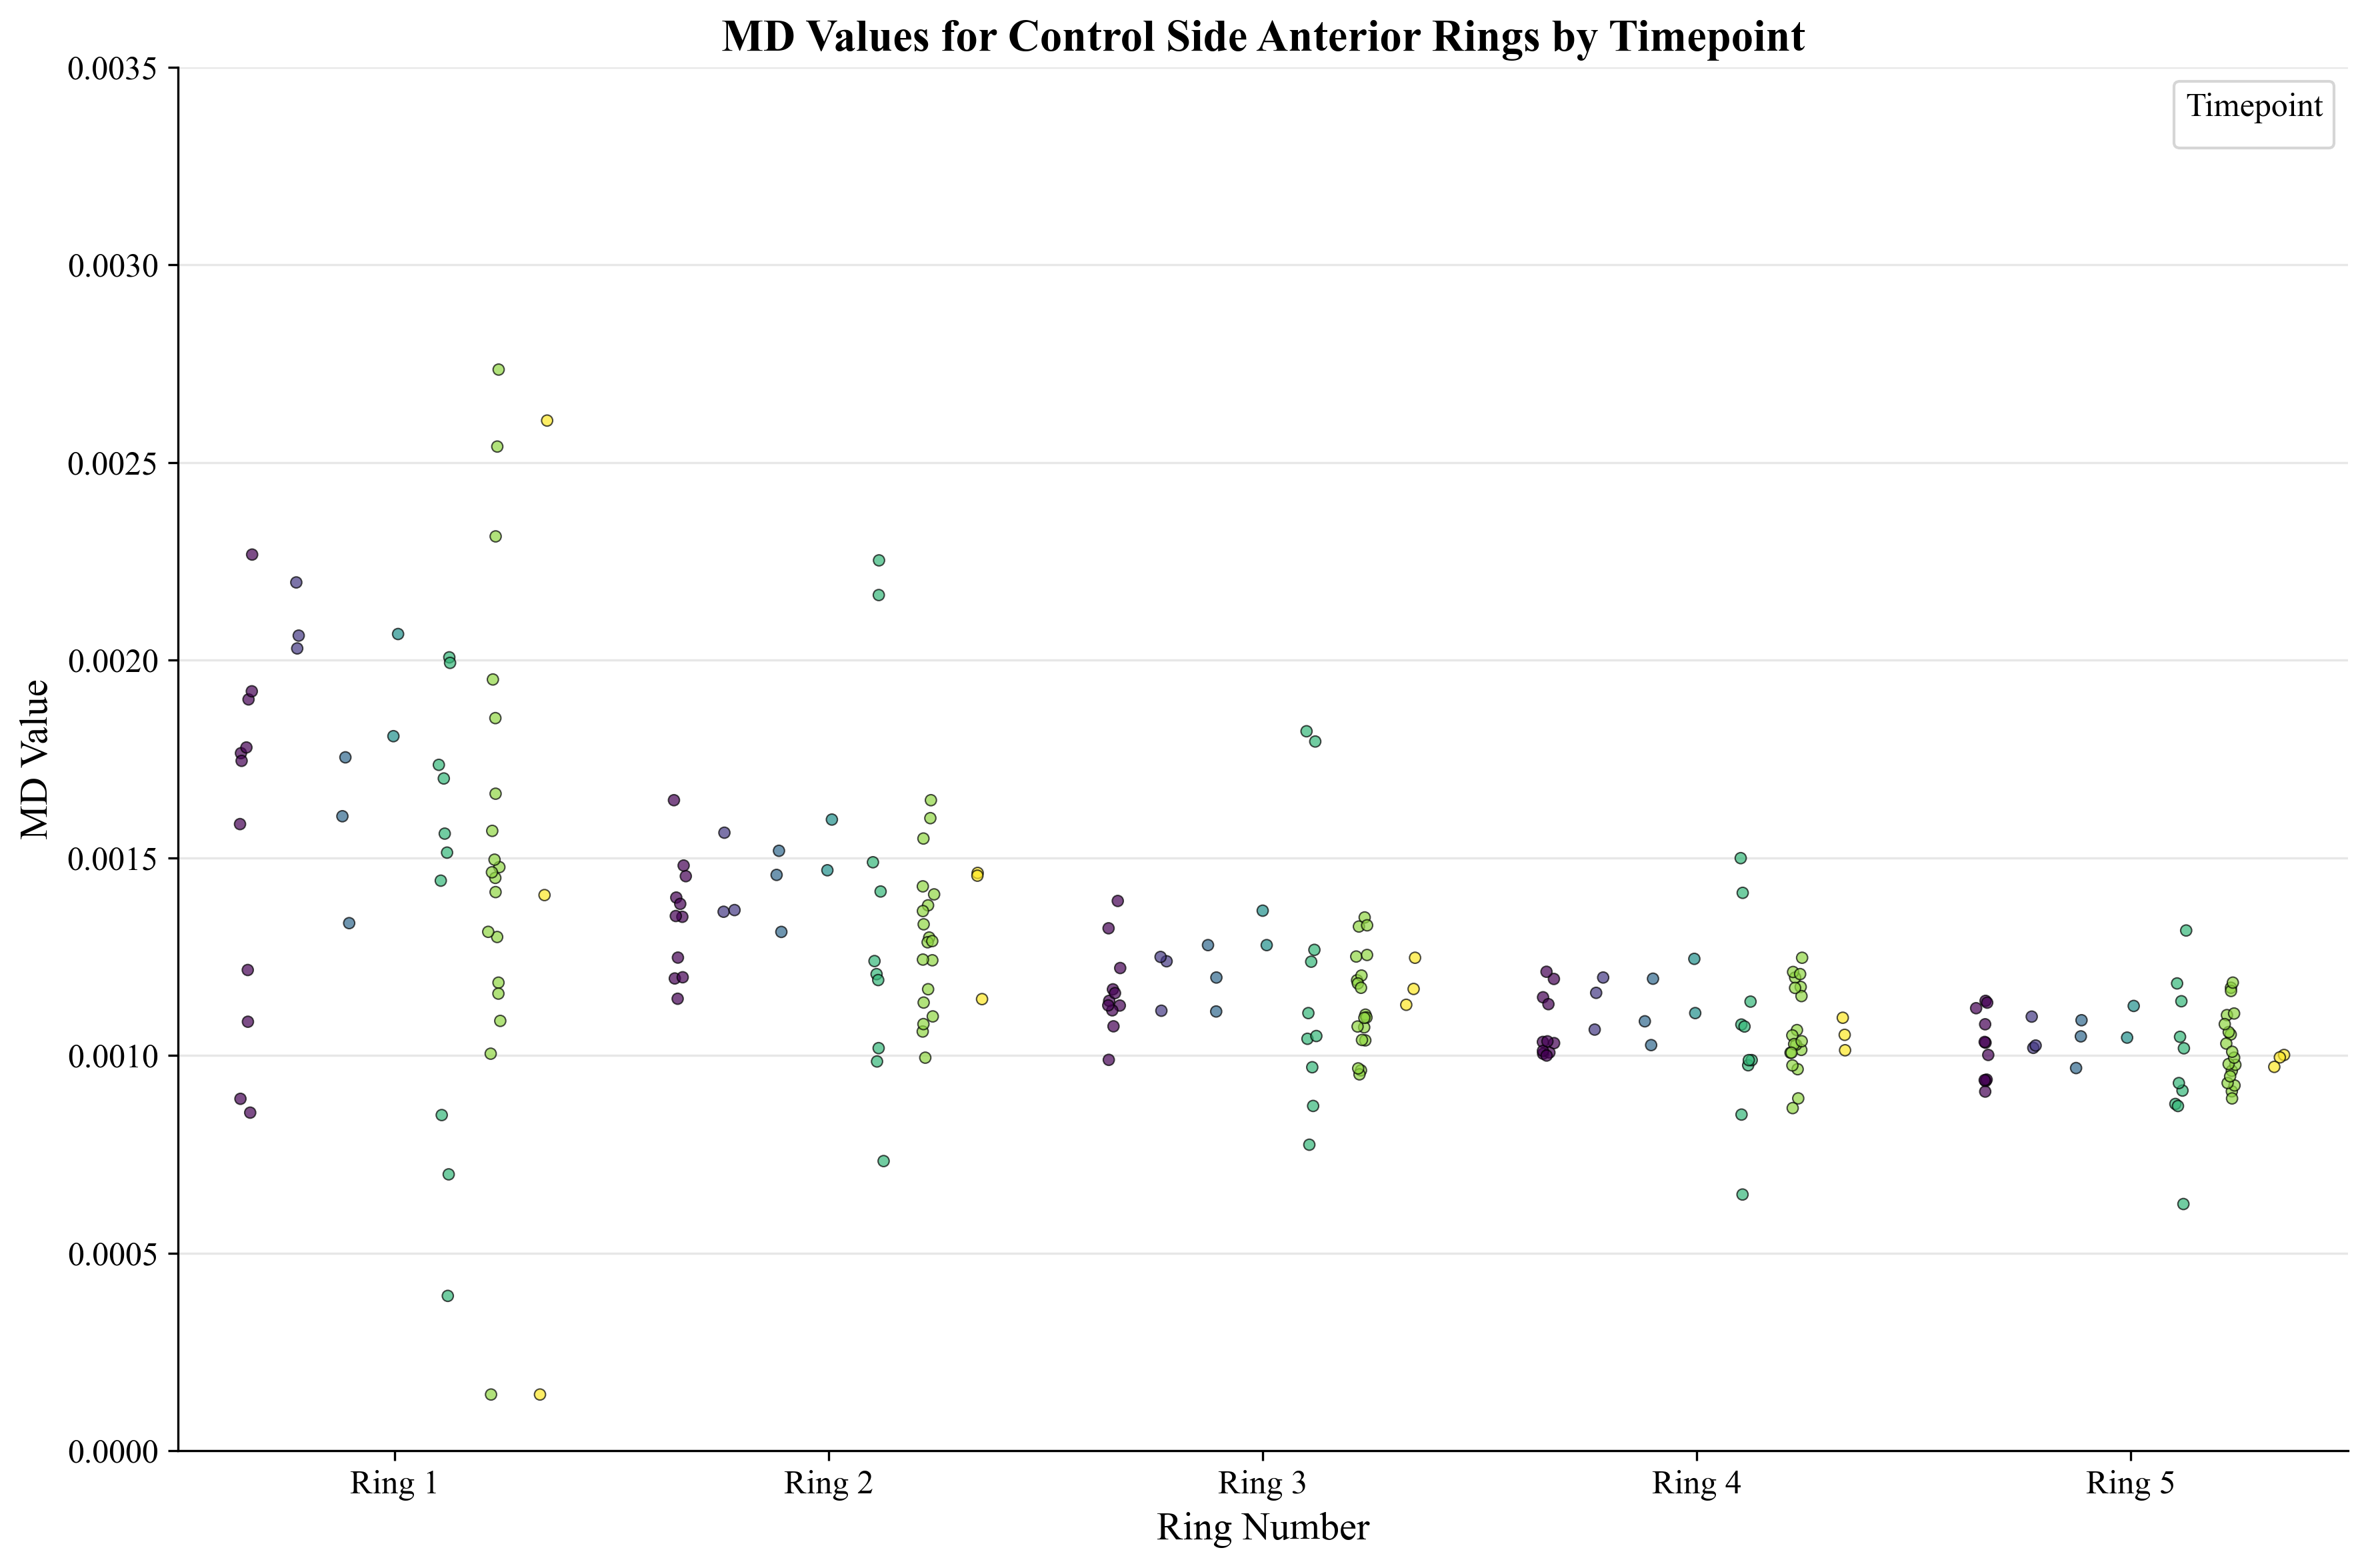 MD Values for Control Side Anterior Rings by Timepoint
Timepoint
0.0035
0.0030
0.0025
0.0020
0.0015
0.0010
0.0005
0.0000
MD Value
Ring 1
Ring 2
Ring 3
Ring 4
Ring 5
Ring Number